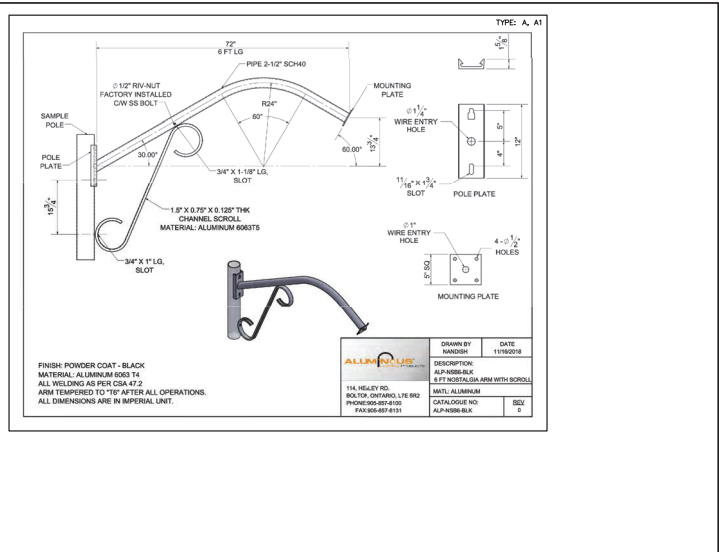 TYPE: A, A1
72"
6 FT LG
PIPE 2-1/2" SCH40
Ø1/2" RIV-NUT
FACTORY INSTALLED
C/W SS BOLT
R24"
60°
MOUNTING
PLATE
SAMPLE
POLE
POLE
PLATE
30.00°
60.00°
13 3/4"
3/4" X 1-1/8" LG,
SLOT
15 3/4"
1.5" X 0.75" X 0.125" THK
CHANNEL SCROLL
MATERIAL: ALUMINUM 6063T5
3/4" X 1" LG,
SLOT
1 5/8"
Ø1 1/4"
WIRE ENTRY
HOLE
5"
4"
12"
11/16" X 1 3/4"
SLOT
POLE PLATE
Ø1"
WIRE ENTRY
HOLE
4 - Ø 1/2"
HOLES
5" SQ
MOUNTING PLATE
FINISH: POWDER COAT - BLACK
MATERIAL: ALUMINUM 6063 T4
ALL WELDING AS PER CSA 47.2
ARM TEMPERED TO "T6" AFTER ALL OPERATIONS.
ALL DIMENSIONS ARE IN IMPERIAL UNIT.
114, HEALEY RD.
BOLTON, ONTARIO, L7E 5R2
PHONE:905-857-8100
FAX:905-857-8131
DRAWN BY
NANDISH
DATE
11/16/2018
DESCRIPTION:
ALP-NSB6-BLK
6 FT NOSTALGIA ARM WITH SCROLL
MATL: ALUMINUM
CATALOGUE NO:
ALP-NSB6-BLK
REV
0